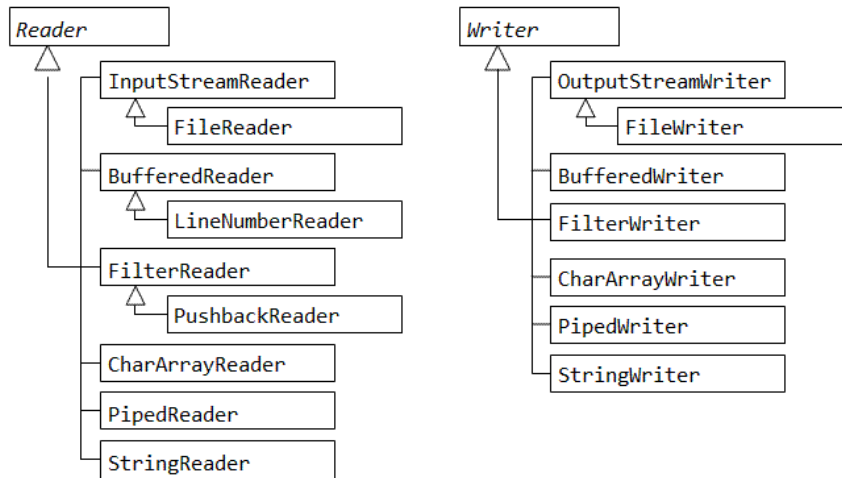 Reader
InputStreamReader
FileReader
BufferedReader
LineNumberReader
FilterReader
PushbackReader
CharArrayReader
PipedReader
StringReader
Writer
OutputStreamWriter
FileWriter
BufferedWriter
FilterWriter
CharArrayWriter
PipedWriter
StringWriter